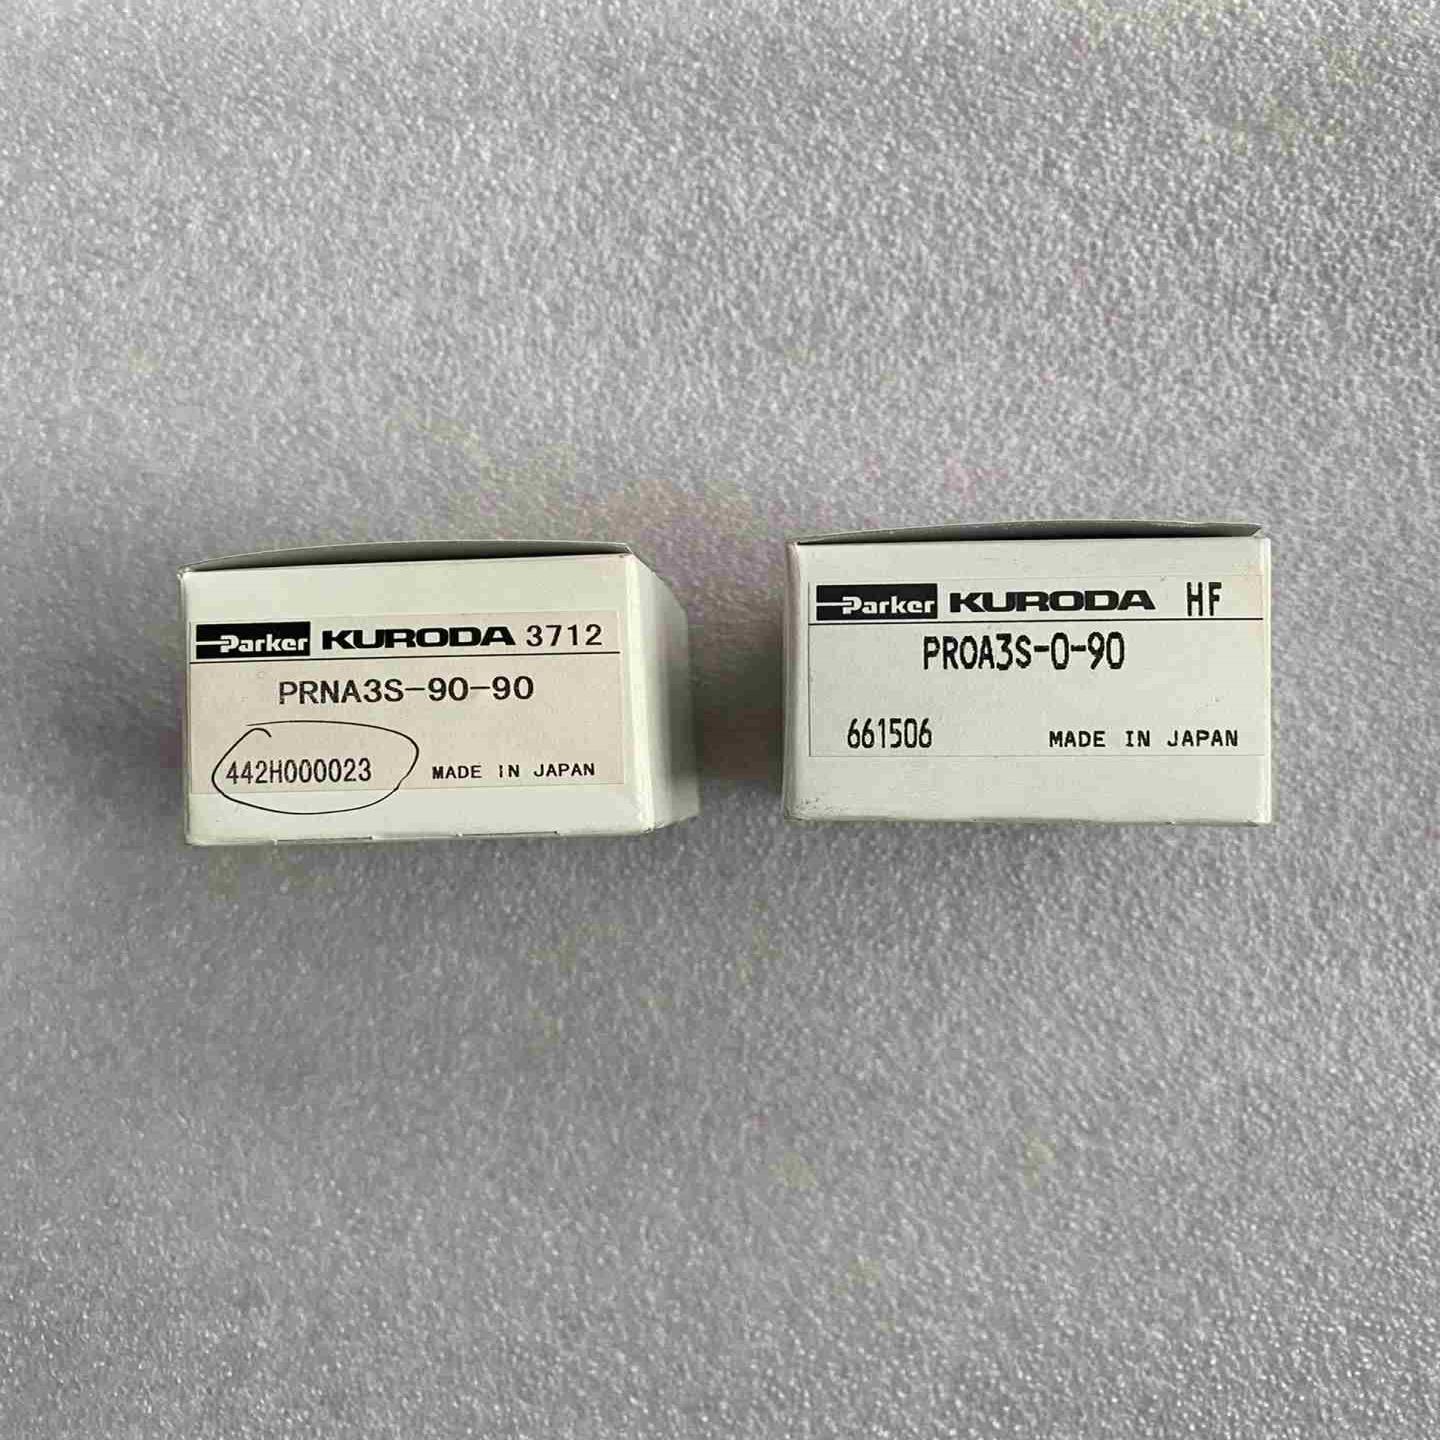 Parker KURODA 3712
PRNA3S-90-90
442H000023 MADE IN JAPAN
Parker KURODA HF
PROA3S-0-90
661506 MADE IN JAPAN